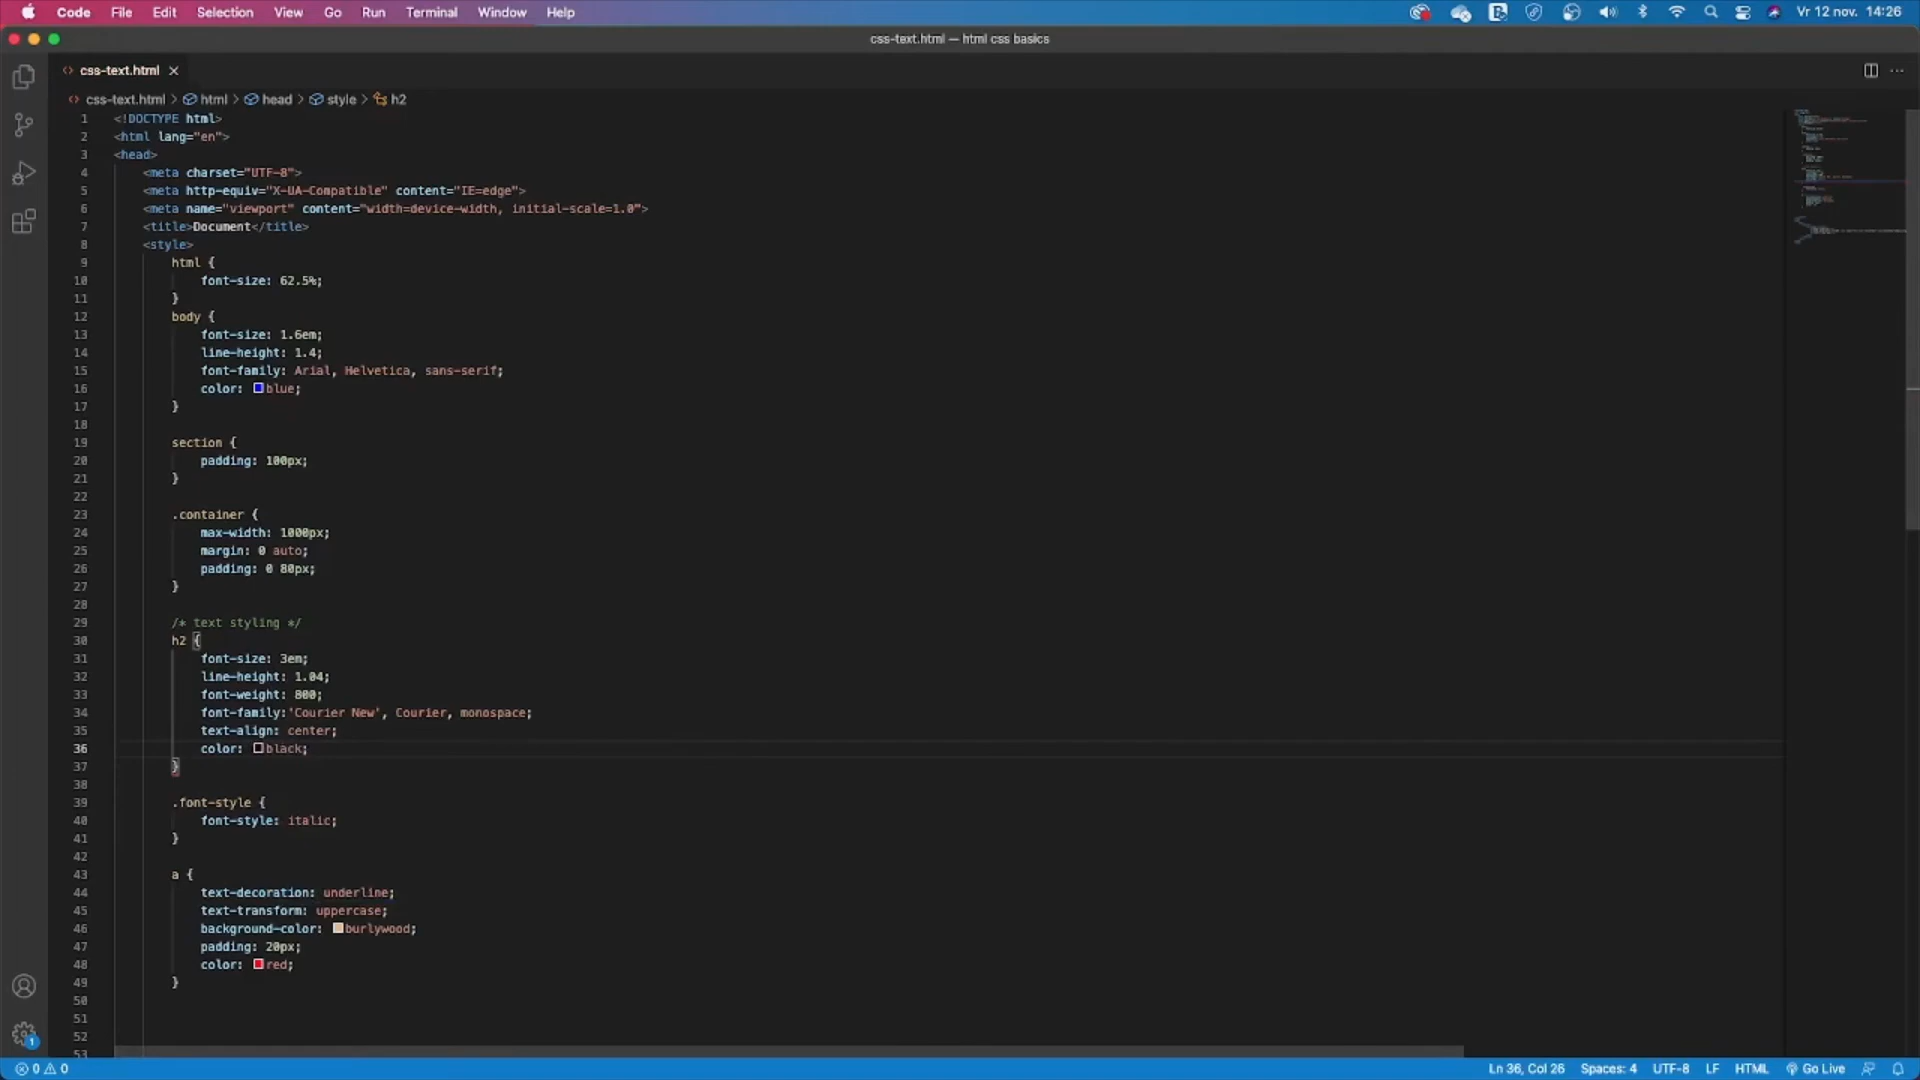 Code File Edit Selection View Go Run Terminal Window Help Vr 12 nov. 14:26
css-text.html — html css basics
css-text.html
css-text.html > html > head > style > h2
1 <!DOCTYPE html>
2 <html lang="en">
3 <head>
4 <meta charset="UTF-8">
5 <meta http-equiv="X-UA-Compatible" content="IE=edge">
6 <meta name="viewport" content="width=device-width, initial-scale=1.0">
7 <title>Document</title>
8 <style>
9 html {
10 font-size: 62.5%;
11 }
12 body {
13 font-size: 1.6em;
14 line-height: 1.4;
15 font-family: Arial, Helvetica, sans-serif;
16 color: blue;
17 }
18
19 section {
20 padding: 100px;
21 }
22
23 .container {
24 max-width: 1000px;
25 margin: 0 auto;
26 padding: 0 80px;
27 }
28
29 /* text styling */
30 h2 {
31 font-size: 3em;
32 line-height: 1.04;
33 font-weight: 800;
34 font-family:'Courier New', Courier, monospace;
35 text-align: center;
36 color: black;
37 }
38
39 .font-style {
40 font-style: italic;
41 }
42
43 a {
44 text-decoration: underline;
45 text-transform: uppercase;
46 background-color: burlywood;
47 padding: 20px;
48 color: red;
49 }
50
51
52
53
1
0 0 Ln 36, Col 26 Spaces: 4 UTF-8 LF HTML Go Live